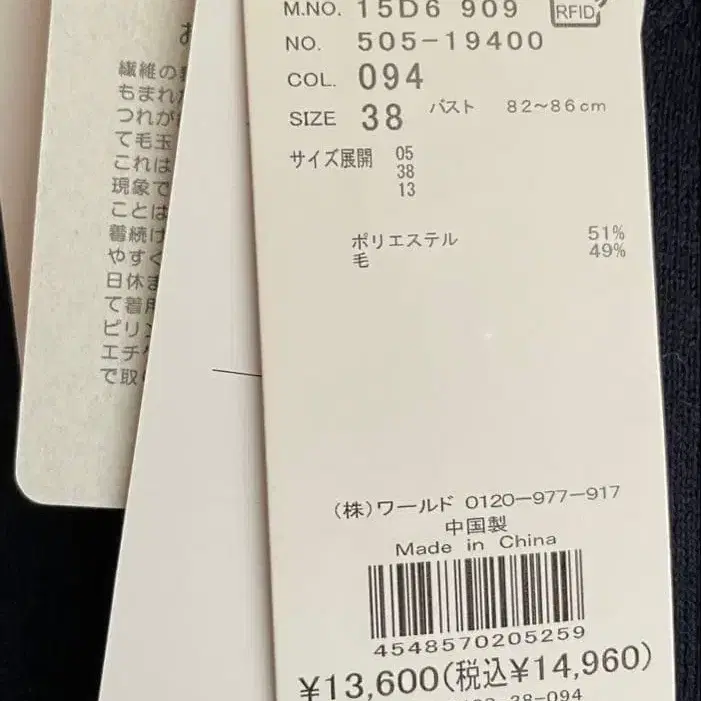 お
繊維の
もまれ
つれが
て毛玉
これは
現象で
ことは
着続け
やすく
日休ま
て着用
ピリン
エチケ
で取
M.NO. 15D6 909
RFID
NO. 505-19400
COL. 094
SIZE 38 バスト 82～86cm
サイズ展開 05
38
13
ポリエステル 51%
毛 49%
(株)ワールド 0120-977-917
中国製
Made in China
4548570205259
¥13,600(税込¥14,960)
38-094